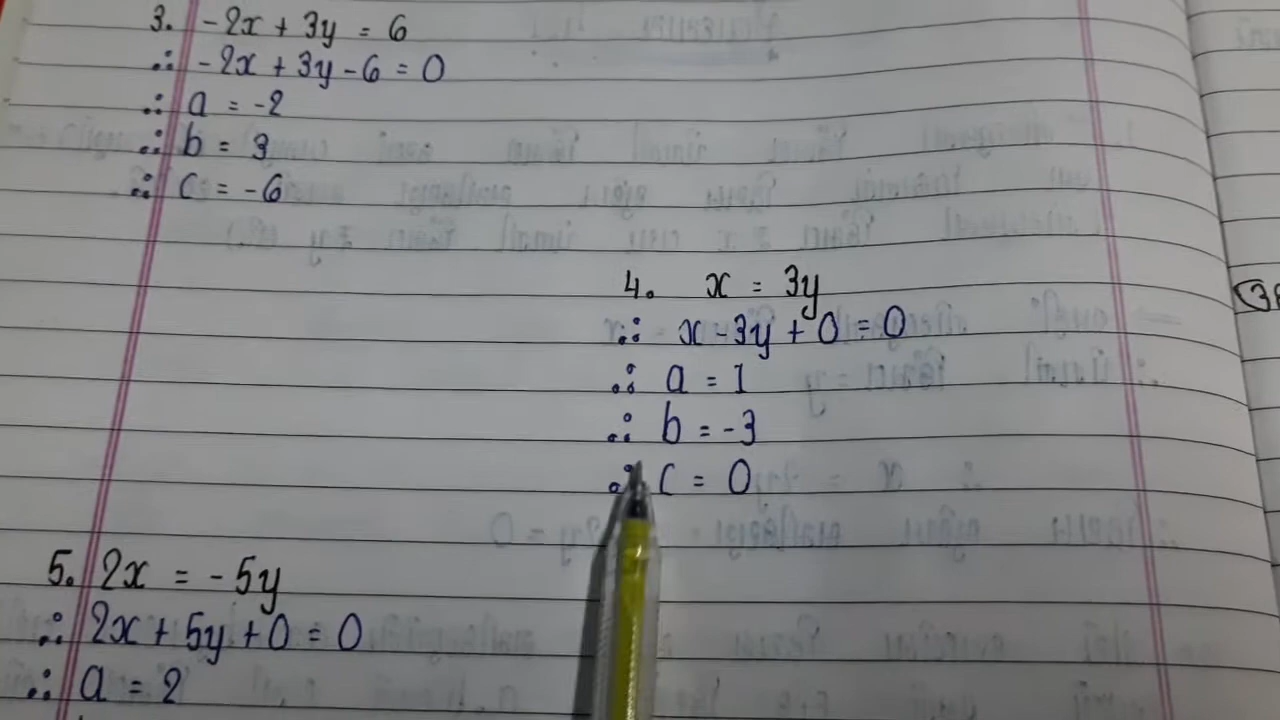 3. -2x + 3y = 6
∴ -2x + 3y - 6 = 0
∴ a = -2
∴ b = 3
∴ c = -6
4. x = 3y
∴ x - 3y + 0 = 0
∴ a = 1
∴ b = -3
∴ c = 0
5. 2x = -5y
∴ 2x + 5y + 0 = 0
∴ a = 2